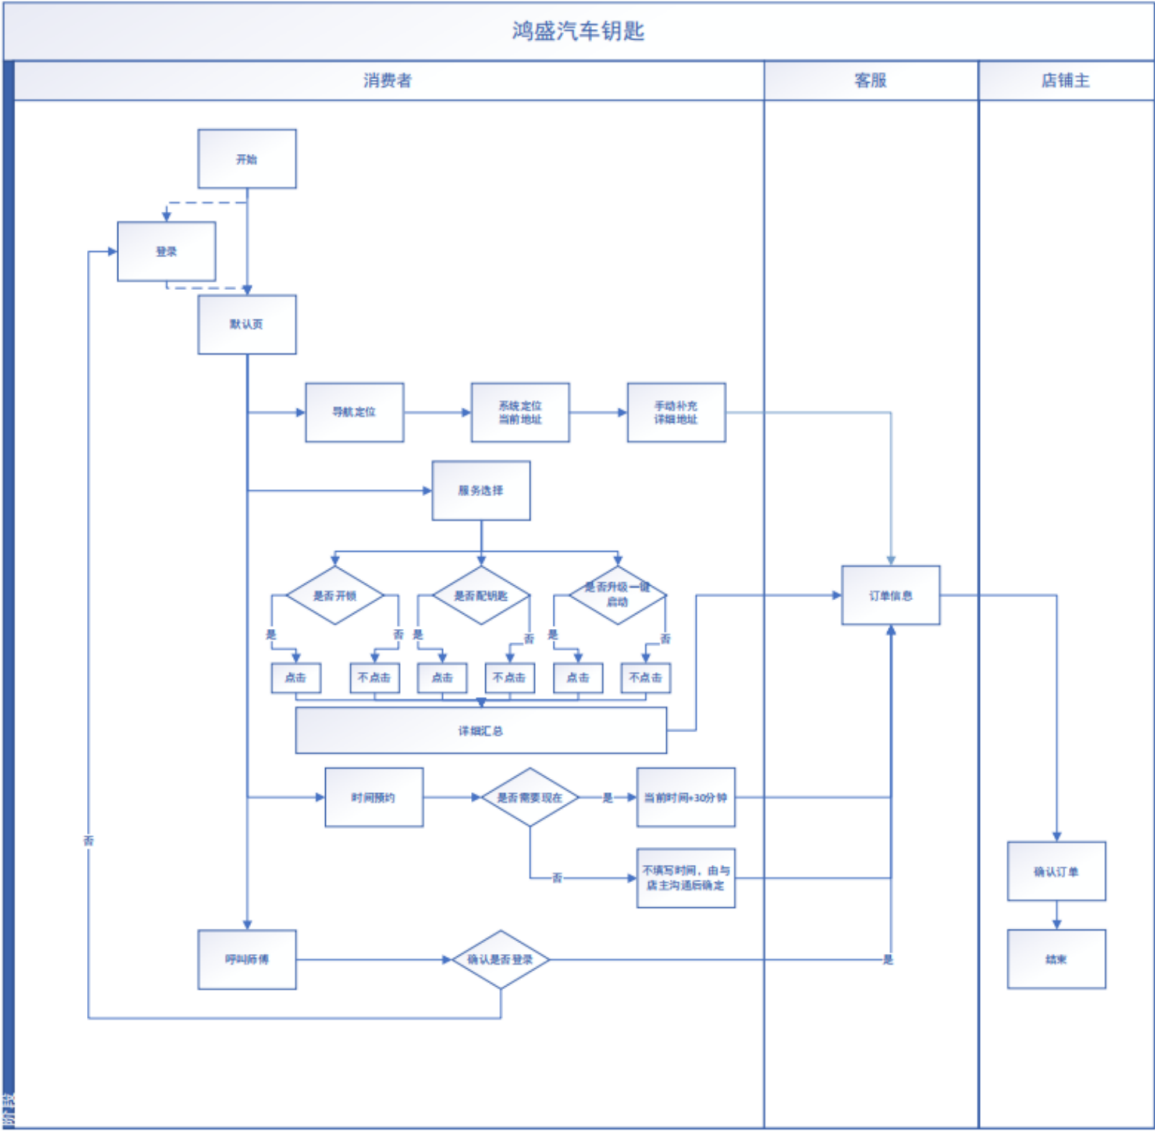 鸿盛汽车钥匙
消费者
客服
店铺主
开始
登录
默认页
导航定位
系统定位
当前地址
手动补充
详细地址
服务选择
是否开锁
是否配钥匙
是否升级一键
启动
订单信息
是
否
是
否
是
否
点击
不点击
点击
不点击
点击
不点击
详细汇总
时间预约
是否需要现在
是
当前时间+30分钟
否
不填写时间，由与
店主沟通后确定
否
确认订单
呼叫师傅
确认是否登录
是
结束
阶段